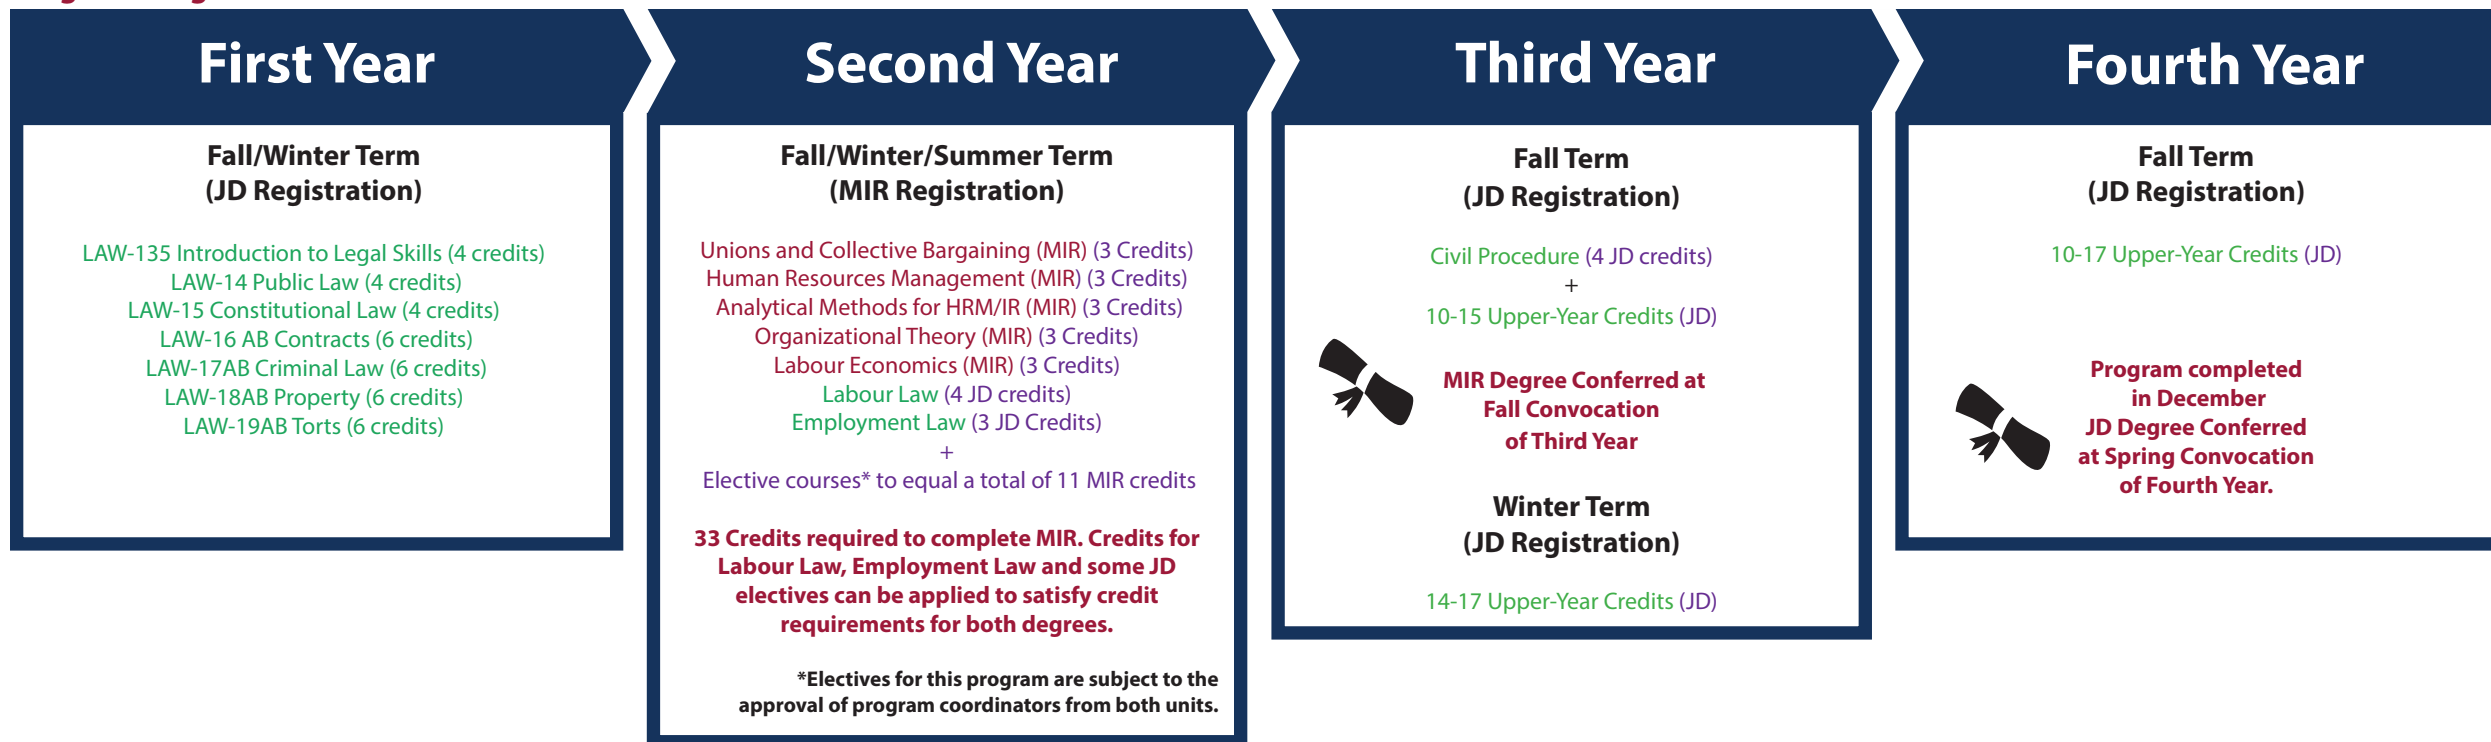 First Year
Fall/Winter Term
(JD Registration)
LAW-135 Introduction to Legal Skills (4 credits)
LAW-14 Public Law (4 credits)
LAW-15 Constitutional Law (4 credits)
LAW-16 AB Contracts (6 credits)
LAW-17AB Criminal Law (6 credits)
LAW-18AB Property (6 credits)
LAW-19AB Torts (6 credits)
Second Year
Fall/Winter/Summer Term
(MIR Registration)
Unions and Collective Bargaining (MIR) (3 Credits)
Human Resources Management (MIR) (3 Credits)
Analytical Methods for HRM/IR (MIR) (3 Credits)
Organizational Theory (MIR) (3 Credits)
Labour Economics (MIR) (3 Credits)
Labour Law (4 JD credits)
Employment Law (3 JD Credits)
+
Elective courses* to equal a total of 11 MIR credits
33 Credits required to complete MIR. Credits for
Labour Law, Employment Law and some JD
electives can be applied to satisfy credit
requirements for both degrees.
*Electives for this program are subject to the
approval of program coordinators from both units.
Third Year
Fall Term
(JD Registration)
Civil Procedure (4 JD credits)
+
10-15 Upper-Year Credits (JD)
MIR Degree Conferred at
Fall Convocation
of Third Year
Winter Term
(JD Registration)
14-17 Upper-Year Credits (JD)
Fourth Year
Fall Term
(JD Registration)
10-17 Upper-Year Credits (JD)
Program completed
in December
JD Degree Conferred
at Spring Convocation
of Fourth Year.